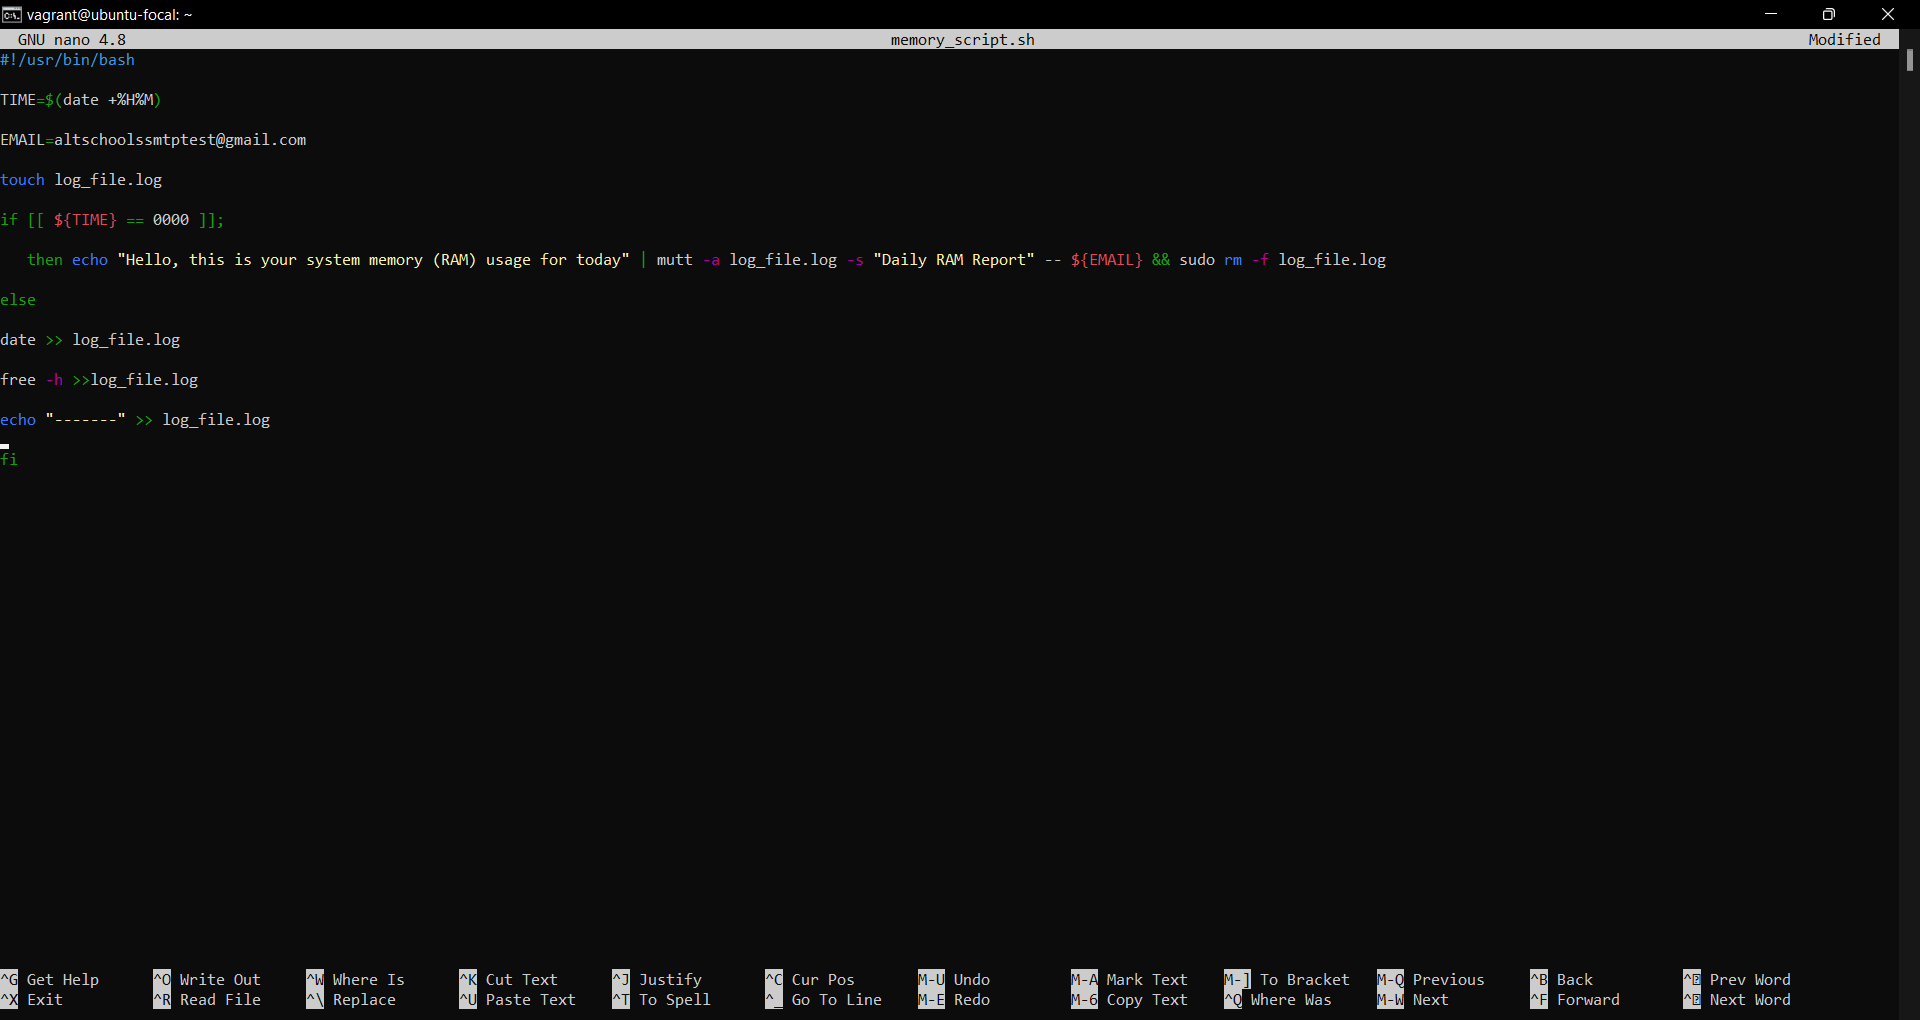 vagrant@ubuntu-focal: ~
GNU nano 4.8 memory_script.sh Modified
#!/usr/bin/bash
TIME=$(date +%H%M)
EMAIL=altschoolssmtptest@gmail.com
touch log_file.log
if [[ ${TIME} == 0000 ]];
then echo "Hello, this is your system memory (RAM) usage for today" | mutt -a log_file.log -s "Daily RAM Report" -- ${EMAIL} && sudo rm -f log_file.log
else
date >> log_file.log
free -h >>log_file.log
echo "-------" >> log_file.log
fi
^G Get Help ^O Write Out ^W Where Is ^K Cut Text ^J Justify ^C Cur Pos M-U Undo M-A Mark Text M-] To Bracket M-Q Previous ^B Back ^ Prev Word
^X Exit ^R Read File ^\ Replace ^U Paste Text ^T To Spell ^_ Go To Line M-E Redo M-6 Copy Text ^Q Where Was M-W Next ^F Forward ^ Next Word